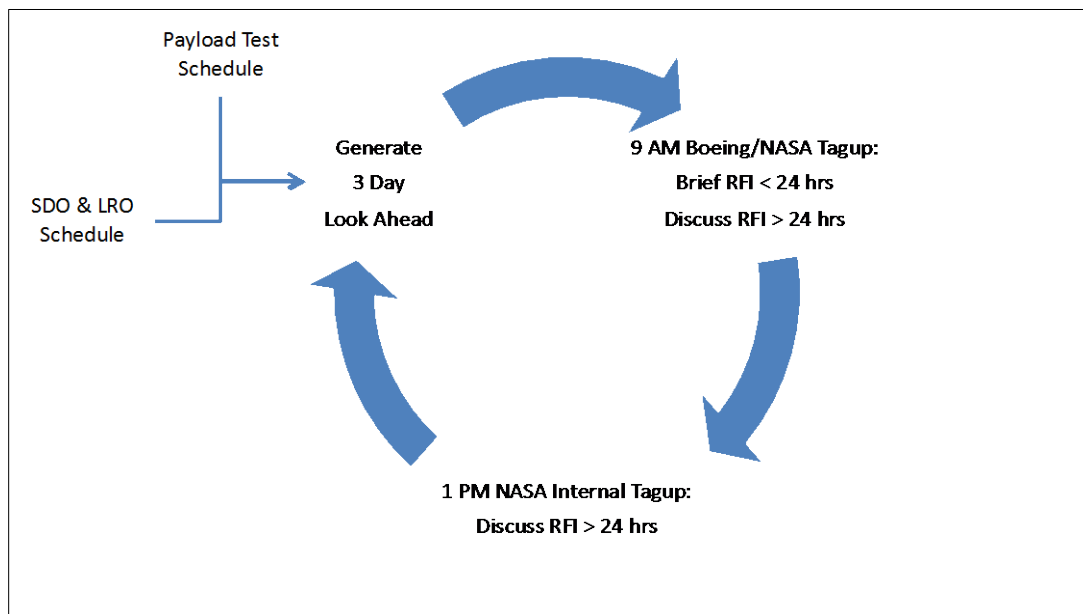 Payload Test
Schedule
SDO & LRO
Schedule
Generate
3 Day
Look Ahead
9 AM Boeing/NASA Tagup:
Brief RFI < 24 hrs
Discuss RFI > 24 hrs
1 PM NASA Internal Tagup:
Discuss RFI > 24 hrs